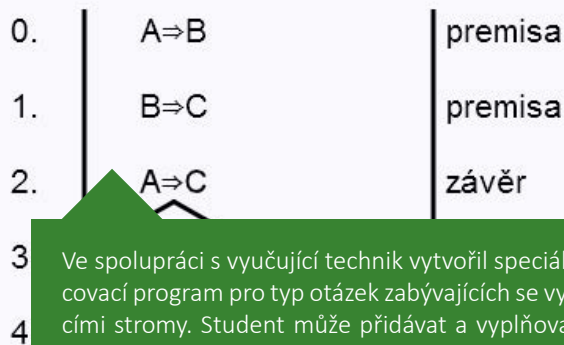 0. A⇒B premisa
1. B⇒C premisa
2. A⇒C závěr
3
Ve spolupráci s vyučující technik vytvořil speciál
covací program pro typ otázek zabývajících se vy
4
cími stromy. Student může přidávat a vyplňova